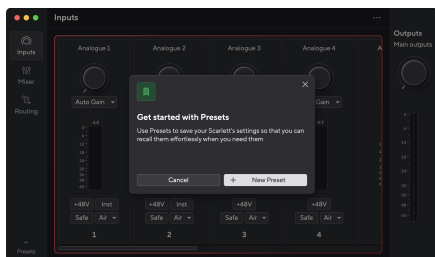 Inputs
Outputs
Main outputs
Inputs
Mixer
Routing
Presets
Analogue 1
Analogue 2
Analogue 3
Analogue 4
A
Auto Gain
Gain
Get started with Presets
Use Presets to save your Scarlett's settings so that you can
recall them effortlessly when you need them
Cancel
+ New Preset
+48V Inst
+48V Inst
+48V
+48V
Safe Air
Safe Air
Safe Air
Safe Air
1
2
3
4